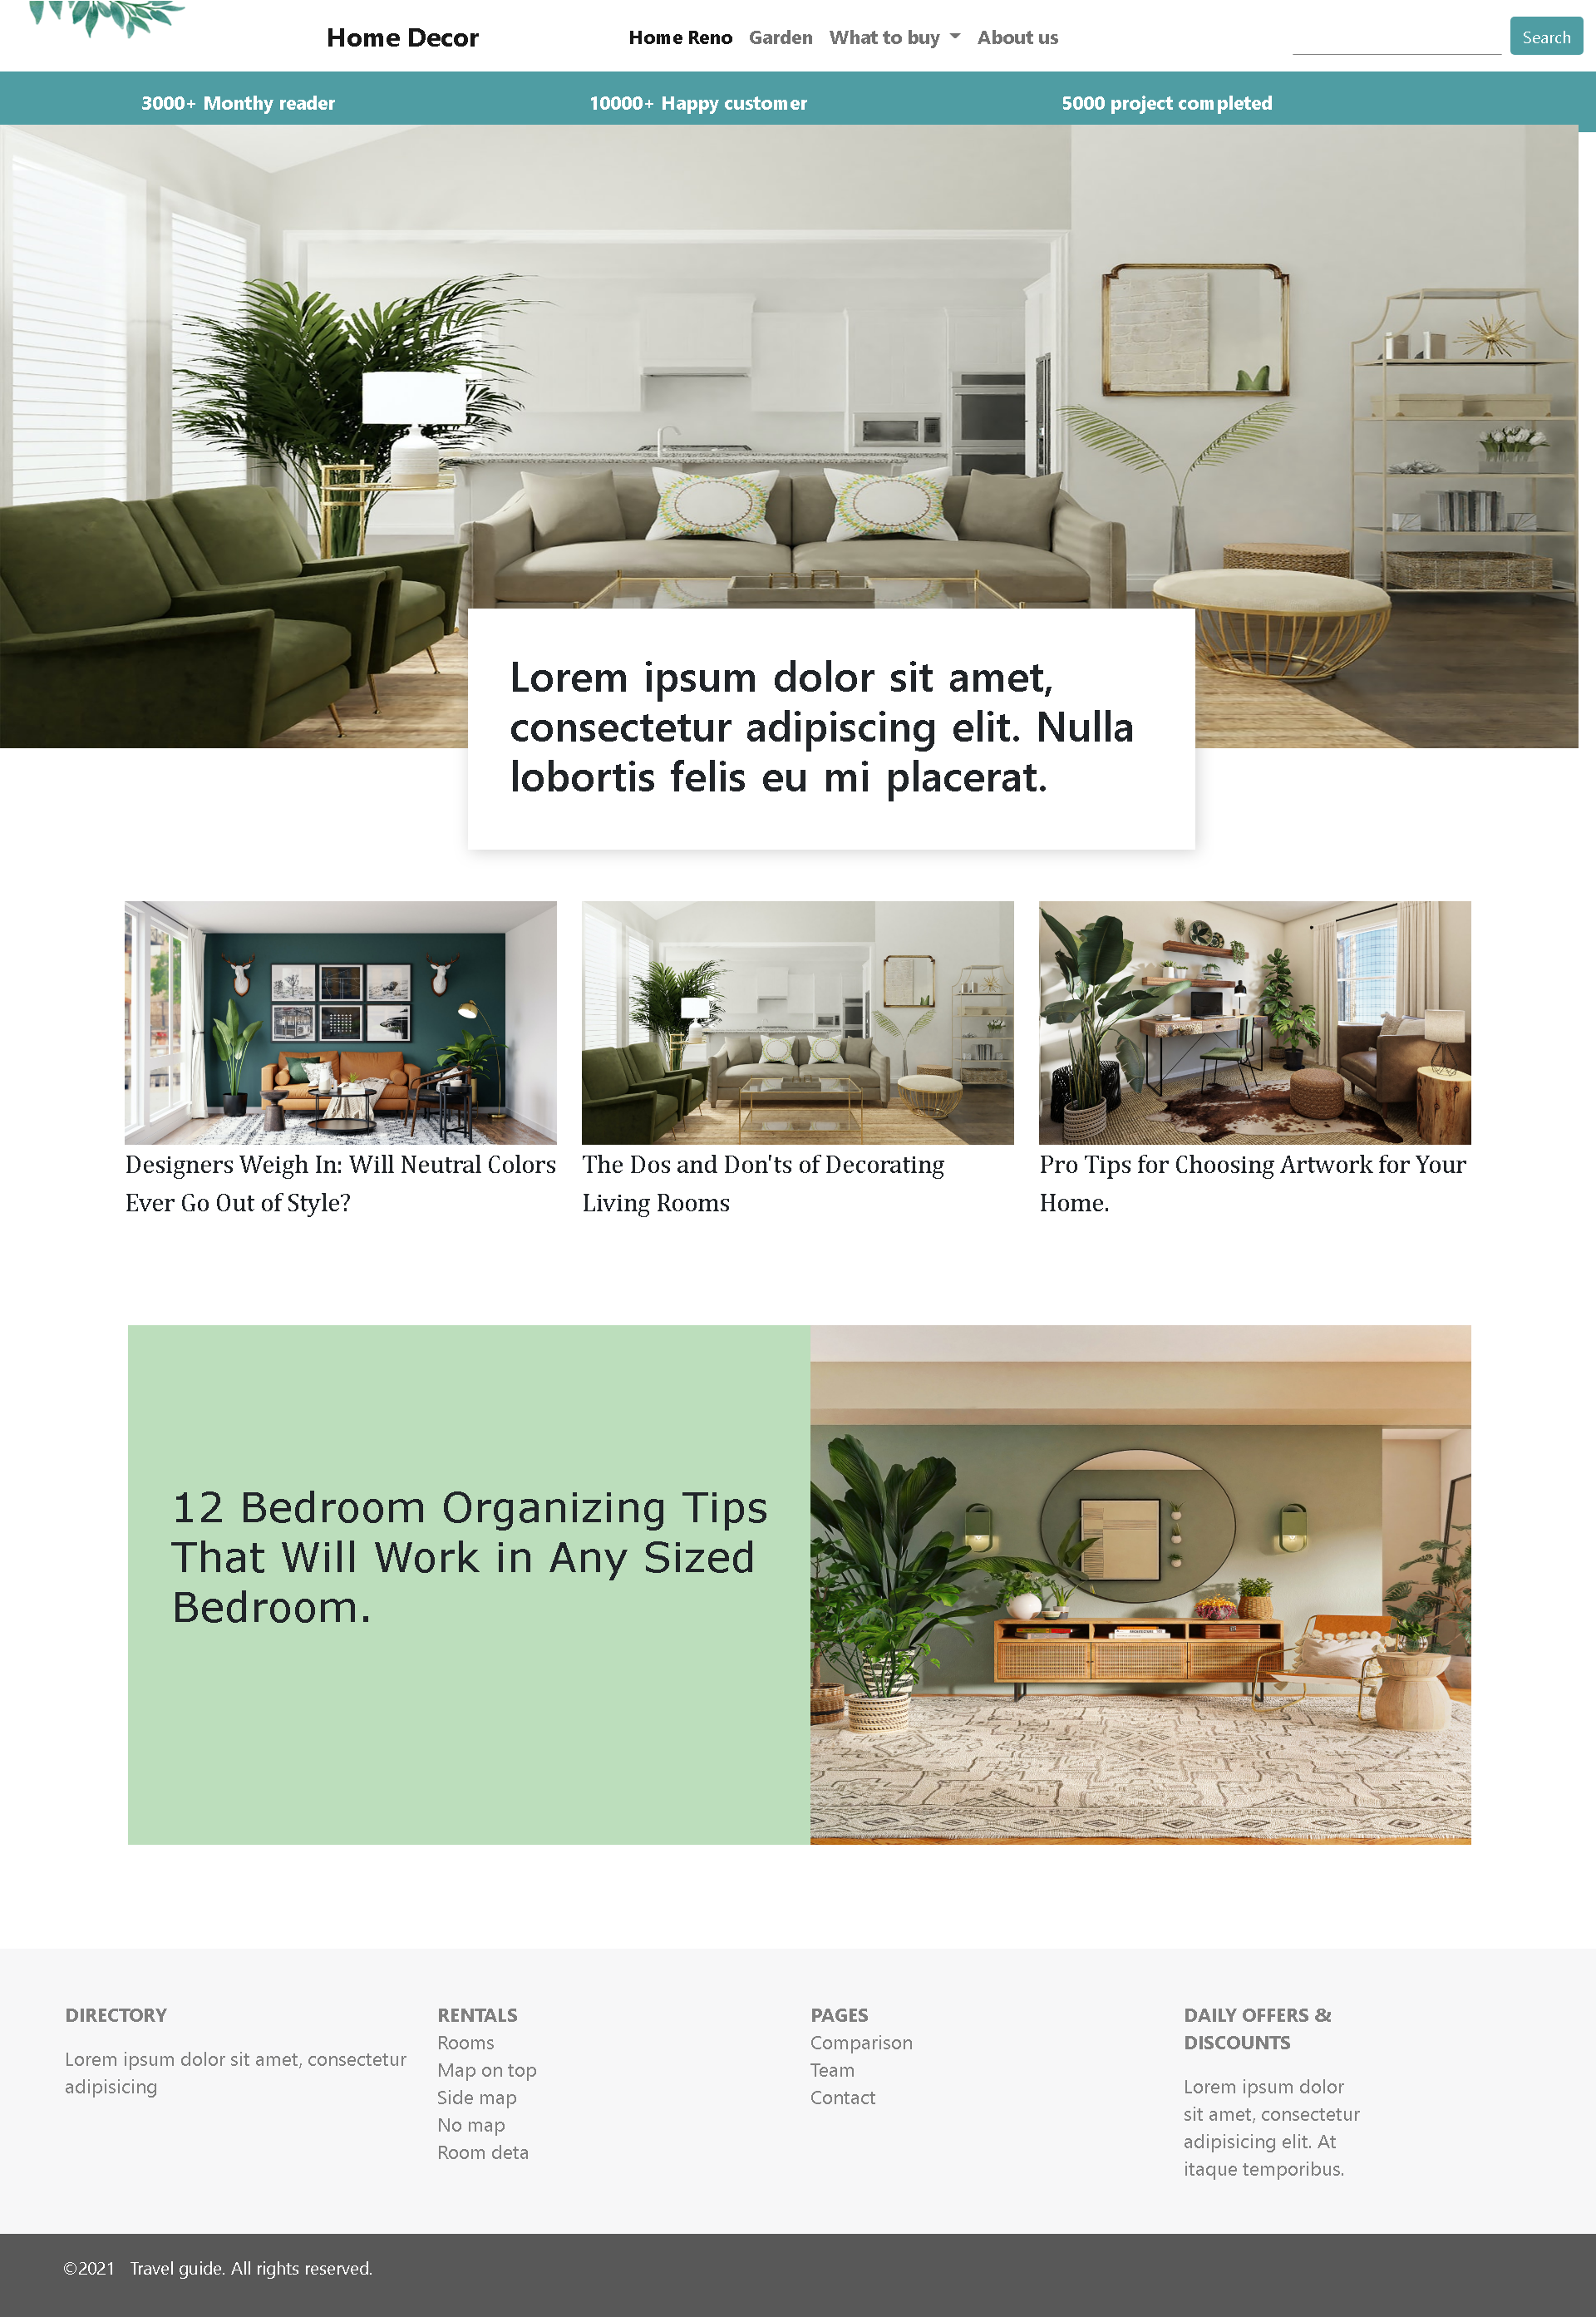 Home Decor
Home Reno Garden What to buy About us
Search
3000+ Monthy reader
10000+ Happy customer
5000 project completed
Lorem ipsum dolor sit amet,
consectetur adipiscing elit. Nulla
lobortis felis eu mi placerat.
Designers Weigh In: Will Neutral Colors
Ever Go Out of Style?
The Dos and Don'ts of Decorating
Living Rooms
Pro Tips for Choosing Artwork for Your
Home.
12 Bedroom Organizing Tips
That Will Work in Any Sized
Bedroom.
DIRECTORY
Lorem ipsum dolor sit amet, consectetur
adipisicing
RENTALS
Rooms
Map on top
Side map
No map
Room deta
PAGES
Comparison
Team
Contact
DAILY OFFERS &
DISCOUNTS
Lorem ipsum dolor
sit amet, consectetur
adipisicing elit. At
itaque temporibus.
©2021 Travel guide. All rights reserved.